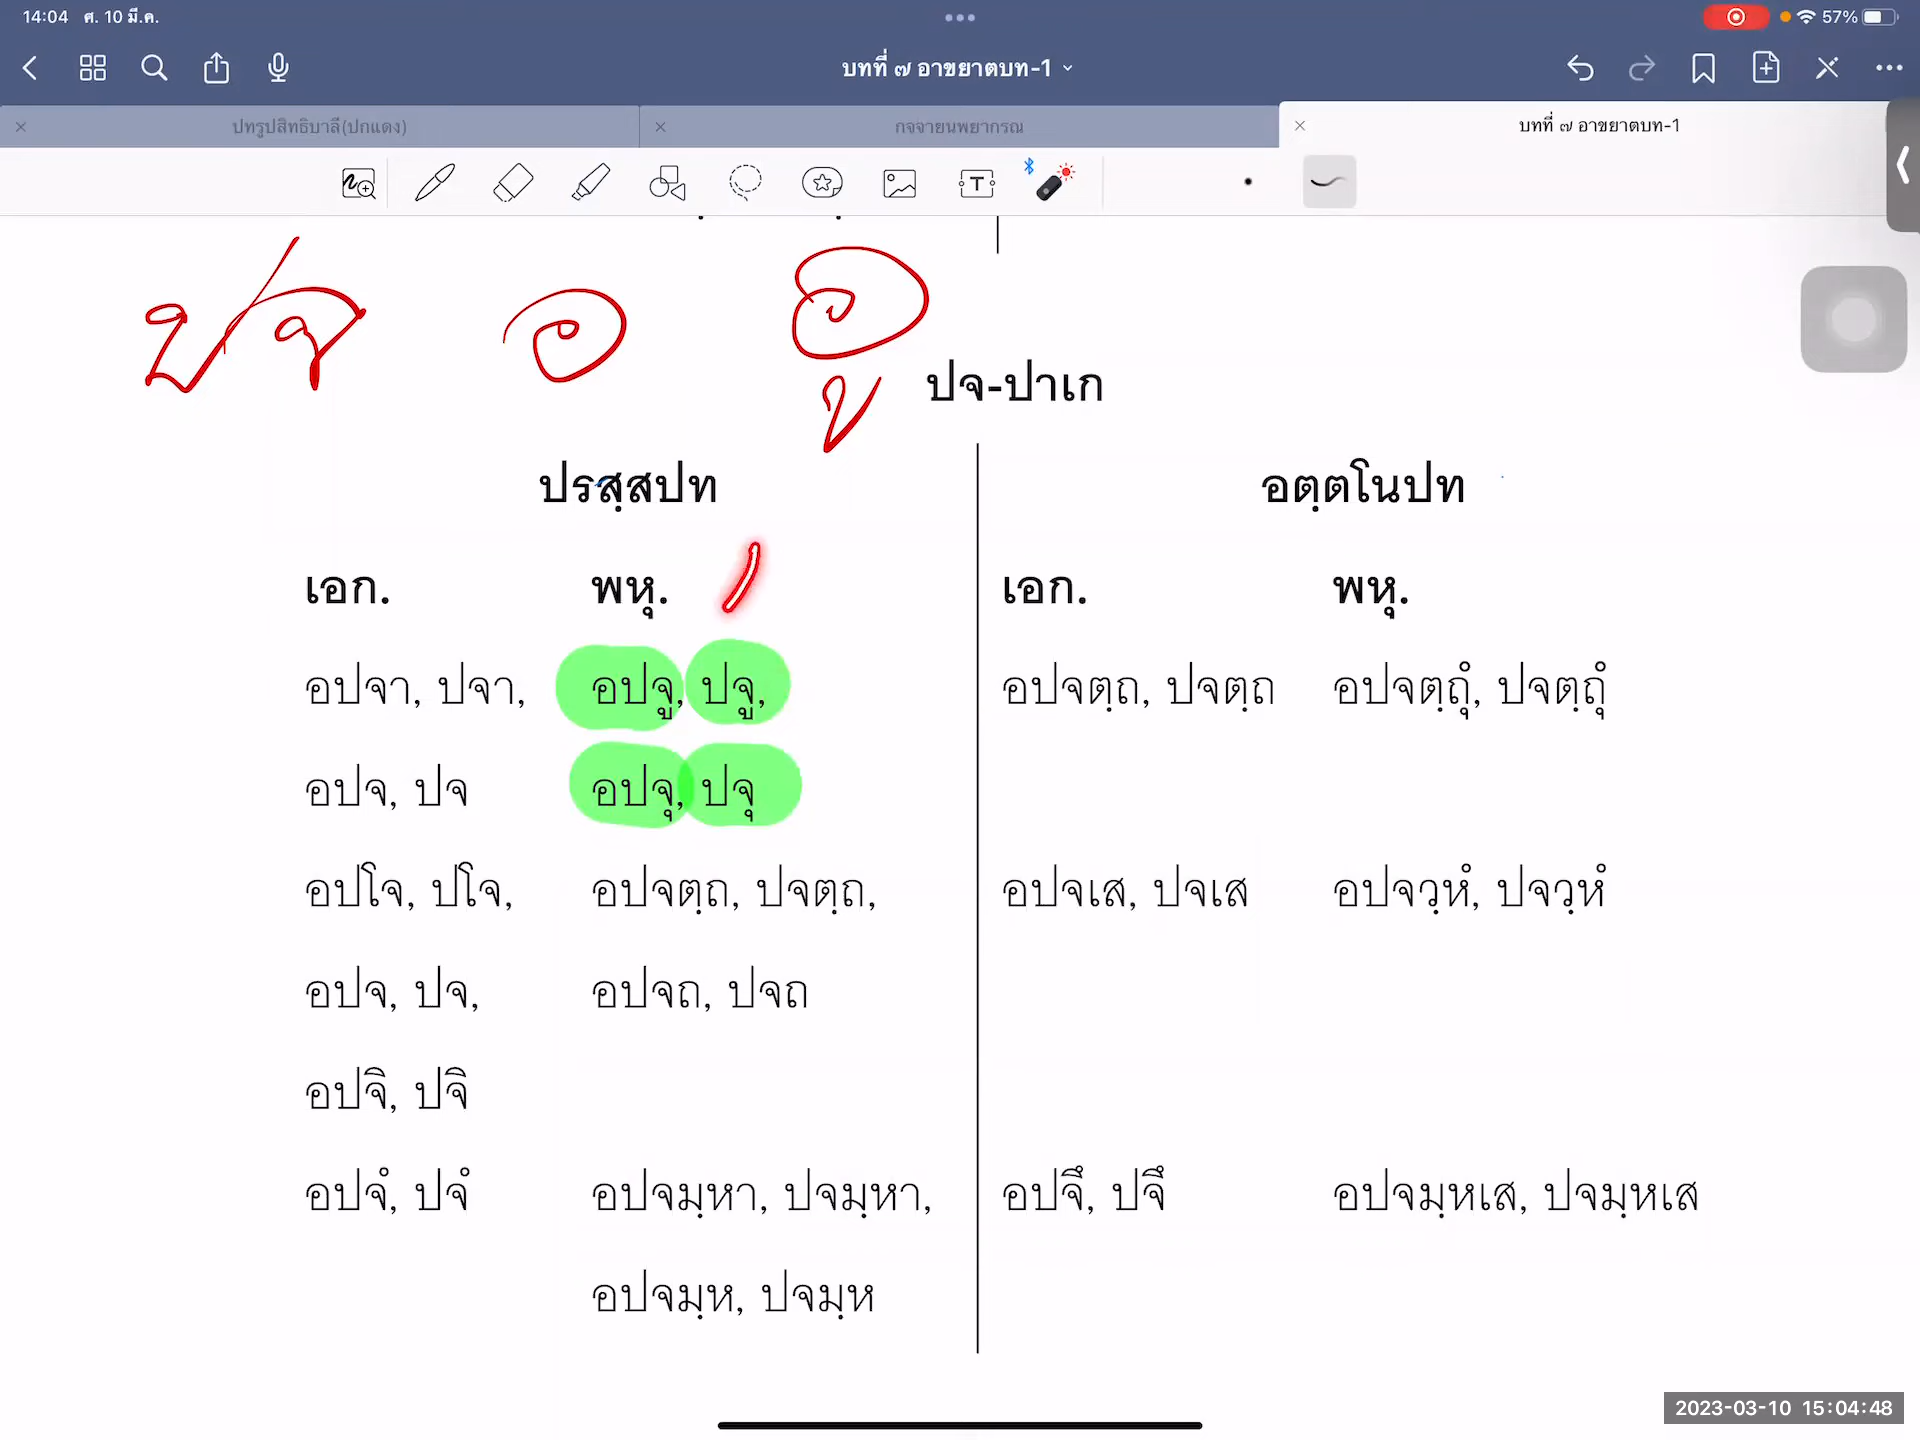 14:04 ศ. 10 มี.ค.
57%
บทที่ ๗ อาขยาตบท-1
ปทรูปสิทธิบาลี(ปกแดง)
กจจายนพยากรณ
บทที่ ๗ อาขยาตบท-1
ปจ อ อู
ปจ-ปาเก
ปรสฺสปท อตฺตโนปท
เอก. พหุ. เอก. พหุ.
อปจา, ปจา, อปจู, ปจู, อปจตฺถ, ปจตฺถ อปจตฺถุํ, ปจตฺถุํ
อปจ, ปจ อปจุ, ปจุ
อปโจ, ปโจ, อปจตฺถ, ปจตฺถ, อปจเส, ปจเส อปจวฺหํ, ปจวฺหํ
อปจ, ปจ, อปจถ, ปจถ
อปจิ, ปจิ
อปจํ, ปจํ อปจมฺหา, ปจมฺหา, อปจึ, ปจึ อปจมฺหเส, ปจมฺหเส
อปจมฺห, ปจมฺห
2023-03-10 15:04:48